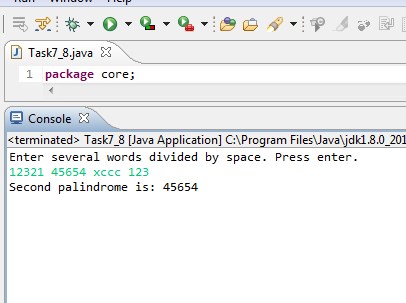 Run Window Help
Task7_8.java
1 package core;
Console
<terminated> Task7_8 [Java Application] C:\Program Files\Java\jdk1.8.0_201
Enter several words divided by space. Press enter.
12321 45654 xccc 123
Second palindrome is: 45654